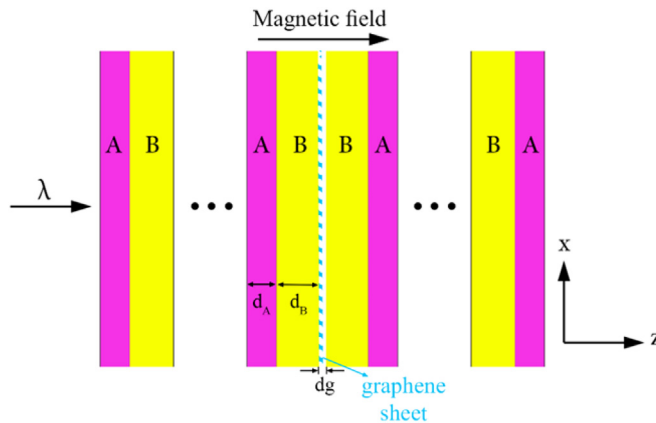 Magnetic field
A B A B B A B A
λ
x
d_A d_B
z
dg
graphene
sheet